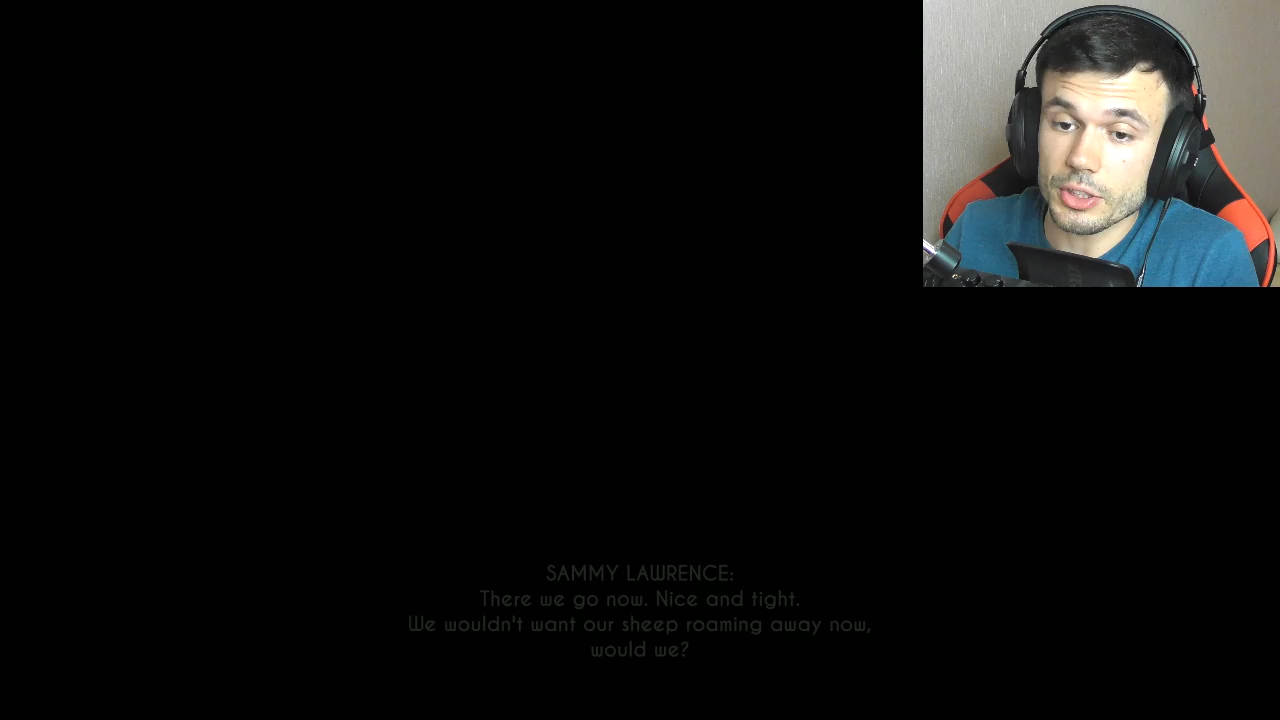 SAMMY LAWRENCE:
There we go now. Nice and tight.
We wouldn't want our sheep roaming away now,
would we?